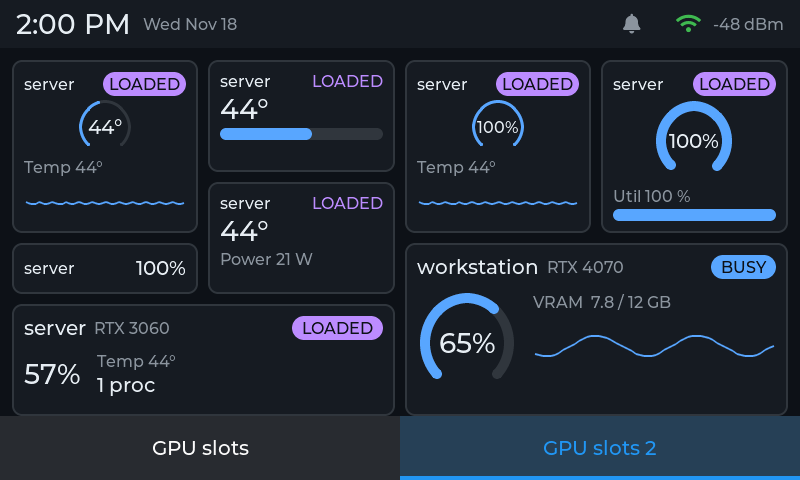 2:00 PM Wed Nov 18 -48 dBm
server LOADED
44°
Temp 44°
server LOADED
44°
server LOADED
100%
Temp 44°
server LOADED
100%
Util 100 %
server LOADED
44°
Power 21 W
server 100%
workstation RTX 4070 BUSY
65%
VRAM 7.8 / 12 GB
server RTX 3060 LOADED
57%
Temp 44°
1 proc
GPU slots
GPU slots 2